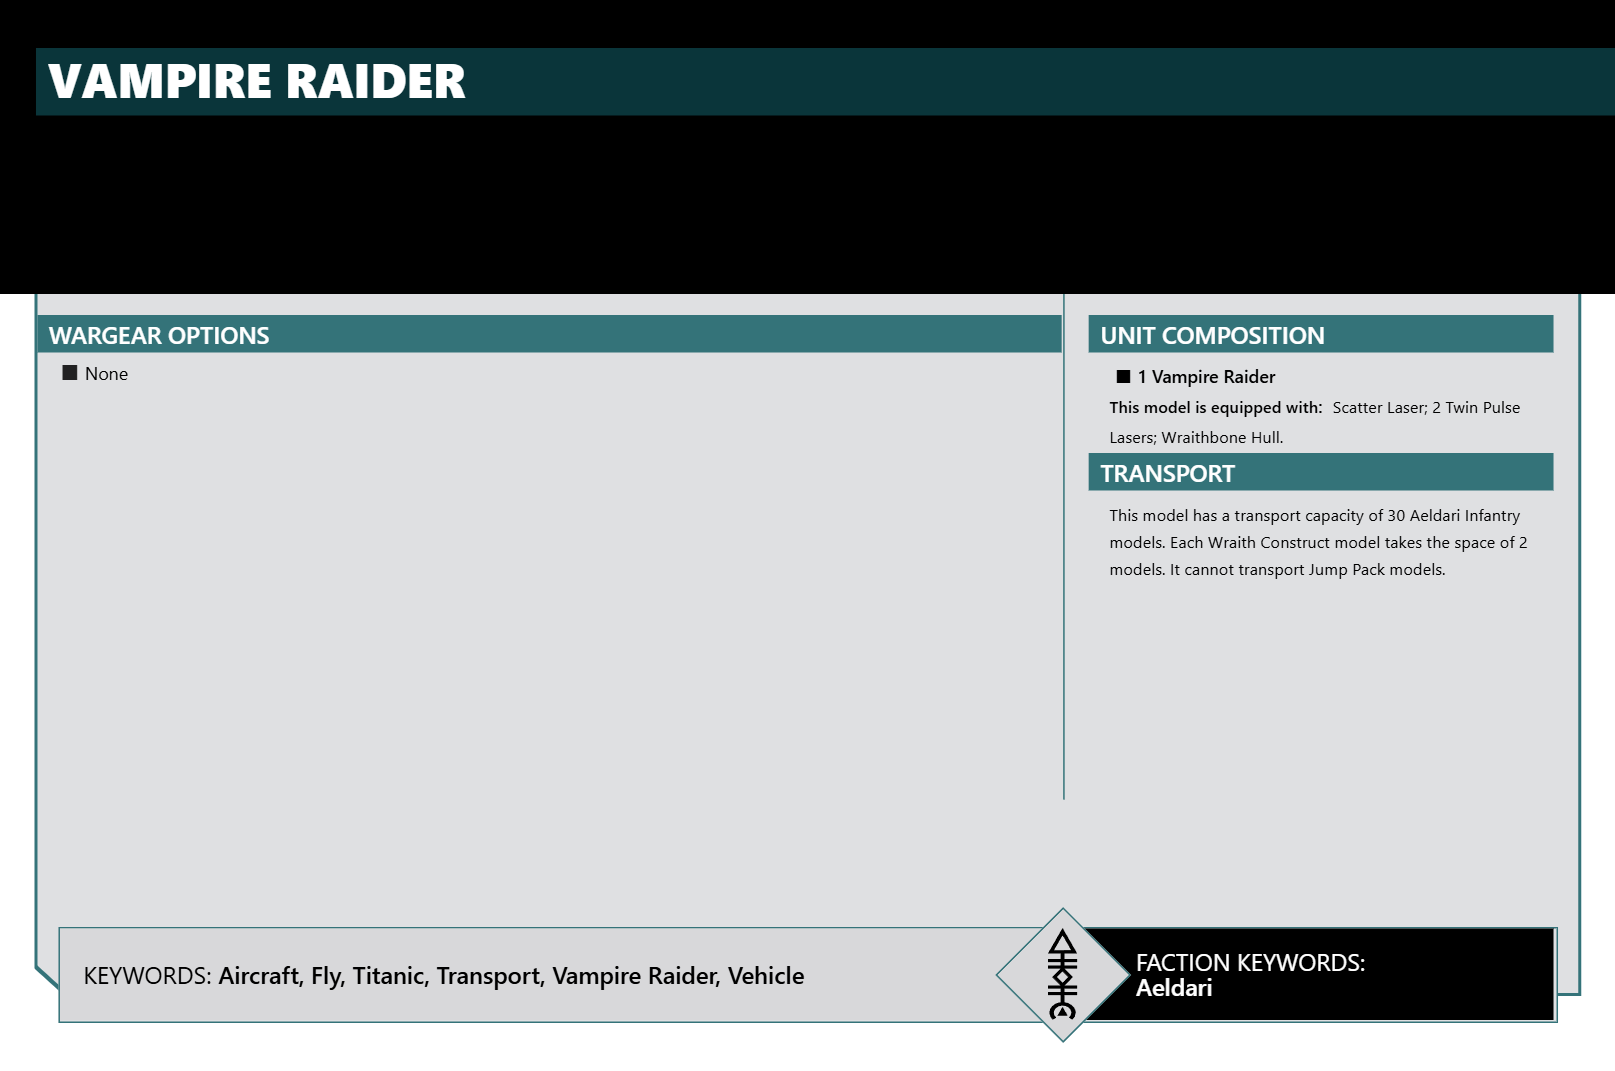 VAMPIRE RAIDER
WARGEAR OPTIONS
■ None
UNIT COMPOSITION
■ 1 Vampire Raider
This model is equipped with: Scatter Laser; 2 Twin Pulse
Lasers; Wraithbone Hull.
TRANSPORT
This model has a transport capacity of 30 Aeldari Infantry
models. Each Wraith Construct model takes the space of 2
models. It cannot transport Jump Pack models.
KEYWORDS: Aircraft, Fly, Titanic, Transport, Vampire Raider, Vehicle
FACTION KEYWORDS:
Aeldari